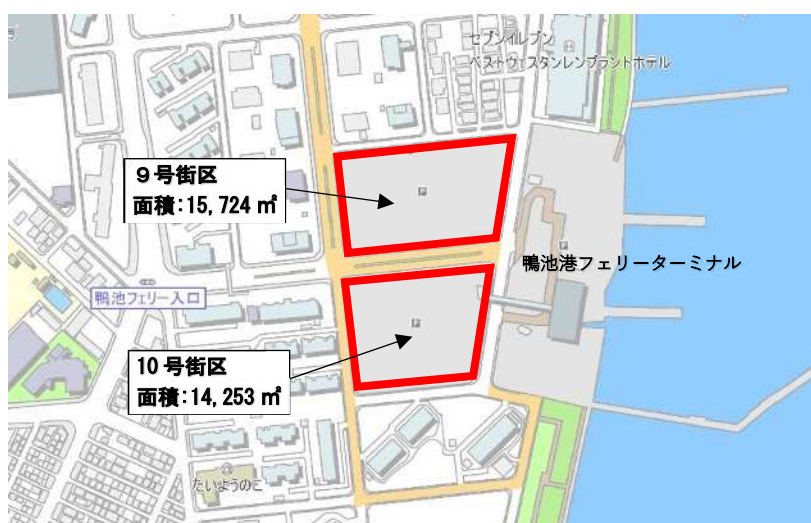 セブンイレブン
ベストウェスタンレンブラントホテル
9号街区
面積:15,724㎡
P
P
鴨池港フェリーターミナル
鴨池フェリー入口
P
10号街区
面積:14,253㎡
たいようのこ